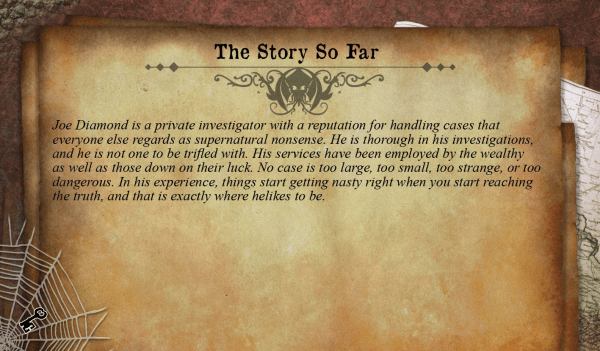 The Story So Far
Joe Diamond is a private investigator with a reputation for handling cases that
everyone else regards as supernatural nonsense. He is thorough in his investigations,
and he is not one to be trifled with. His services have been employed by the wealthy
as well as those down on their luck. No case is too large, too small, too strange, or too
dangerous. In his experience, things start getting nasty right when you start reaching
the truth, and that is exactly where helikes to be.